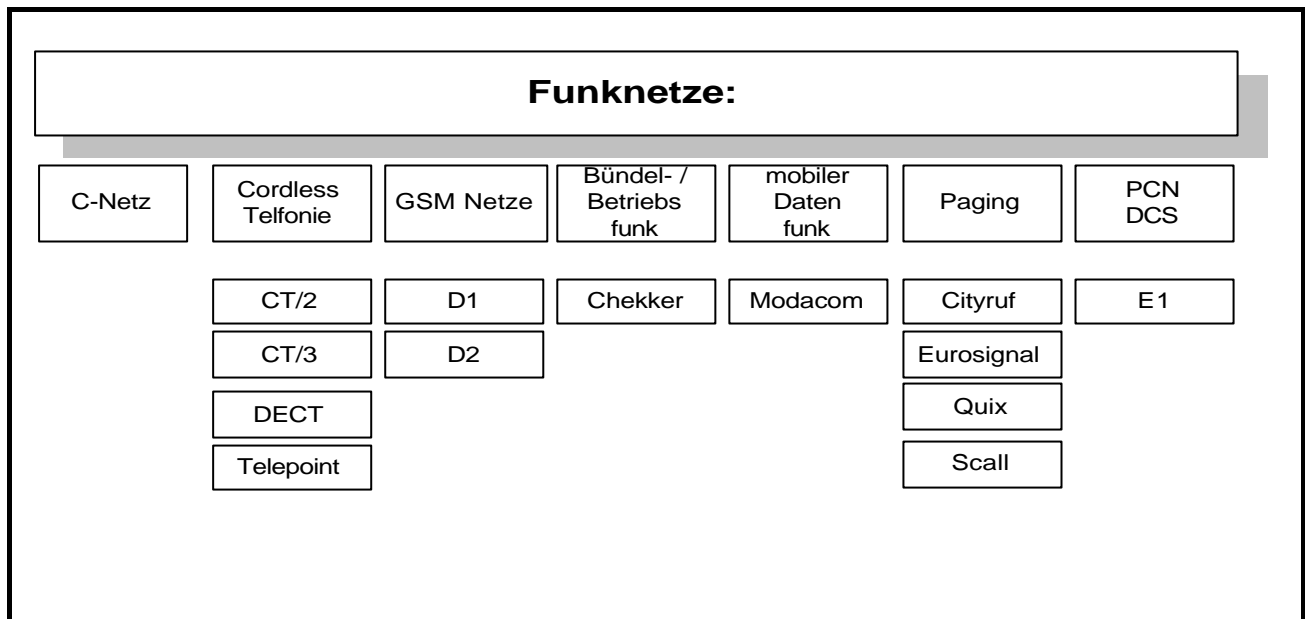 Funknetze:
C-Netz
Cordless
Telfonie
GSM Netze
Bündel- /
Betriebs
funk
mobiler
Daten
funk
Paging
PCN
DCS
CT/2
D1
Chekker
Modacom
Cityruf
E1
CT/3
D2
Eurosignal
DECT
Quix
Telepoint
Scall